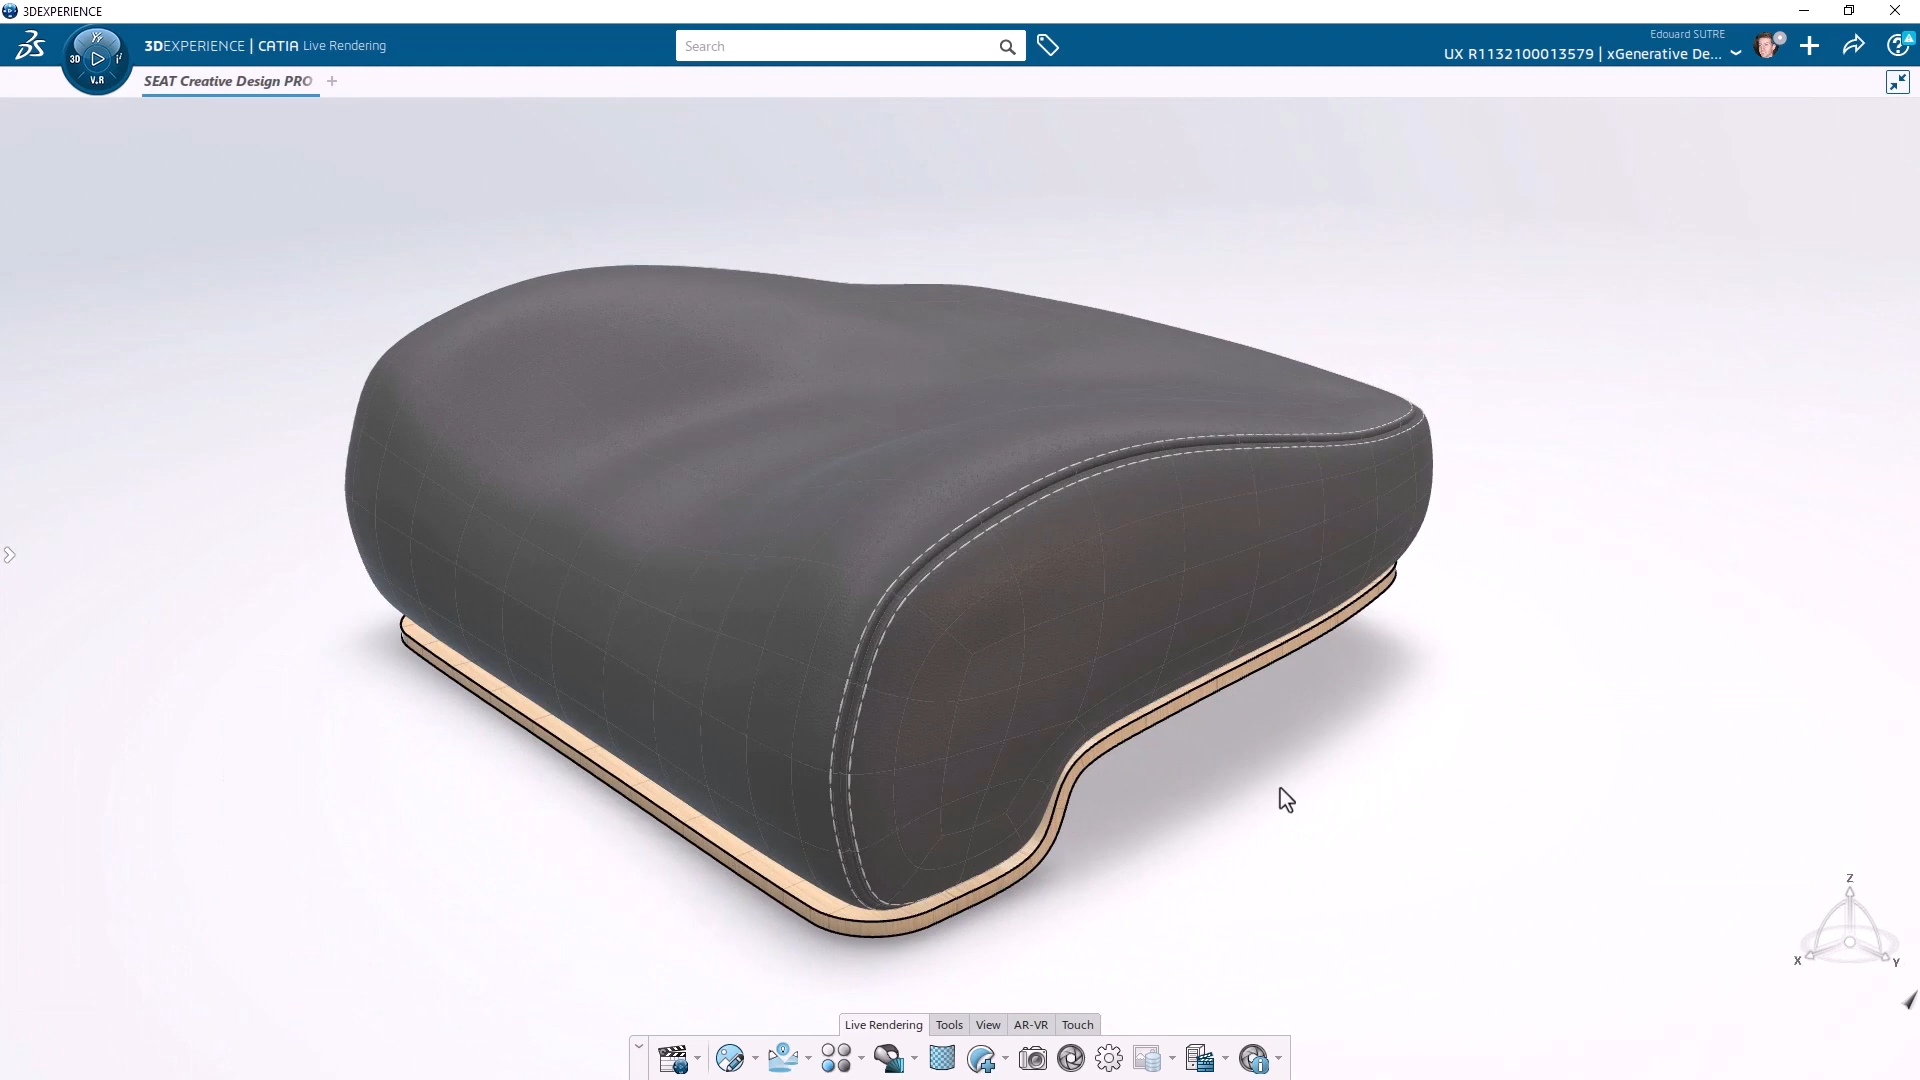 3DEXPERIENCE
3DEXPERIENCE | CATIA Live Rendering
3D
V.R
Search
Edouard SUTRE
UX R1132100013579 | xGenerative De...
SEAT Creative Design PRO
Z
X
Y
Live Rendering
Tools
View
AR-VR
Touch